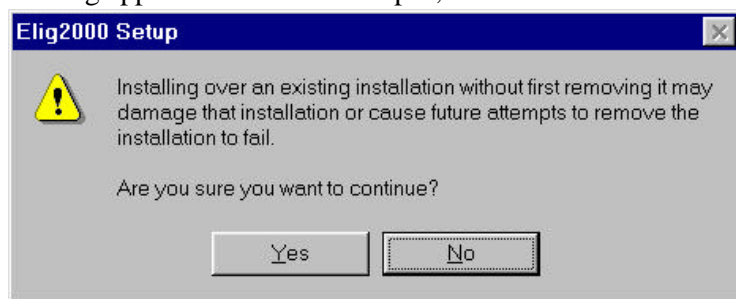 Elig2000 Setup
Installing over an existing installation without first removing it may
damage that installation or cause future attempts to remove the
installation to fail.
Are you sure you want to continue?
Yes No